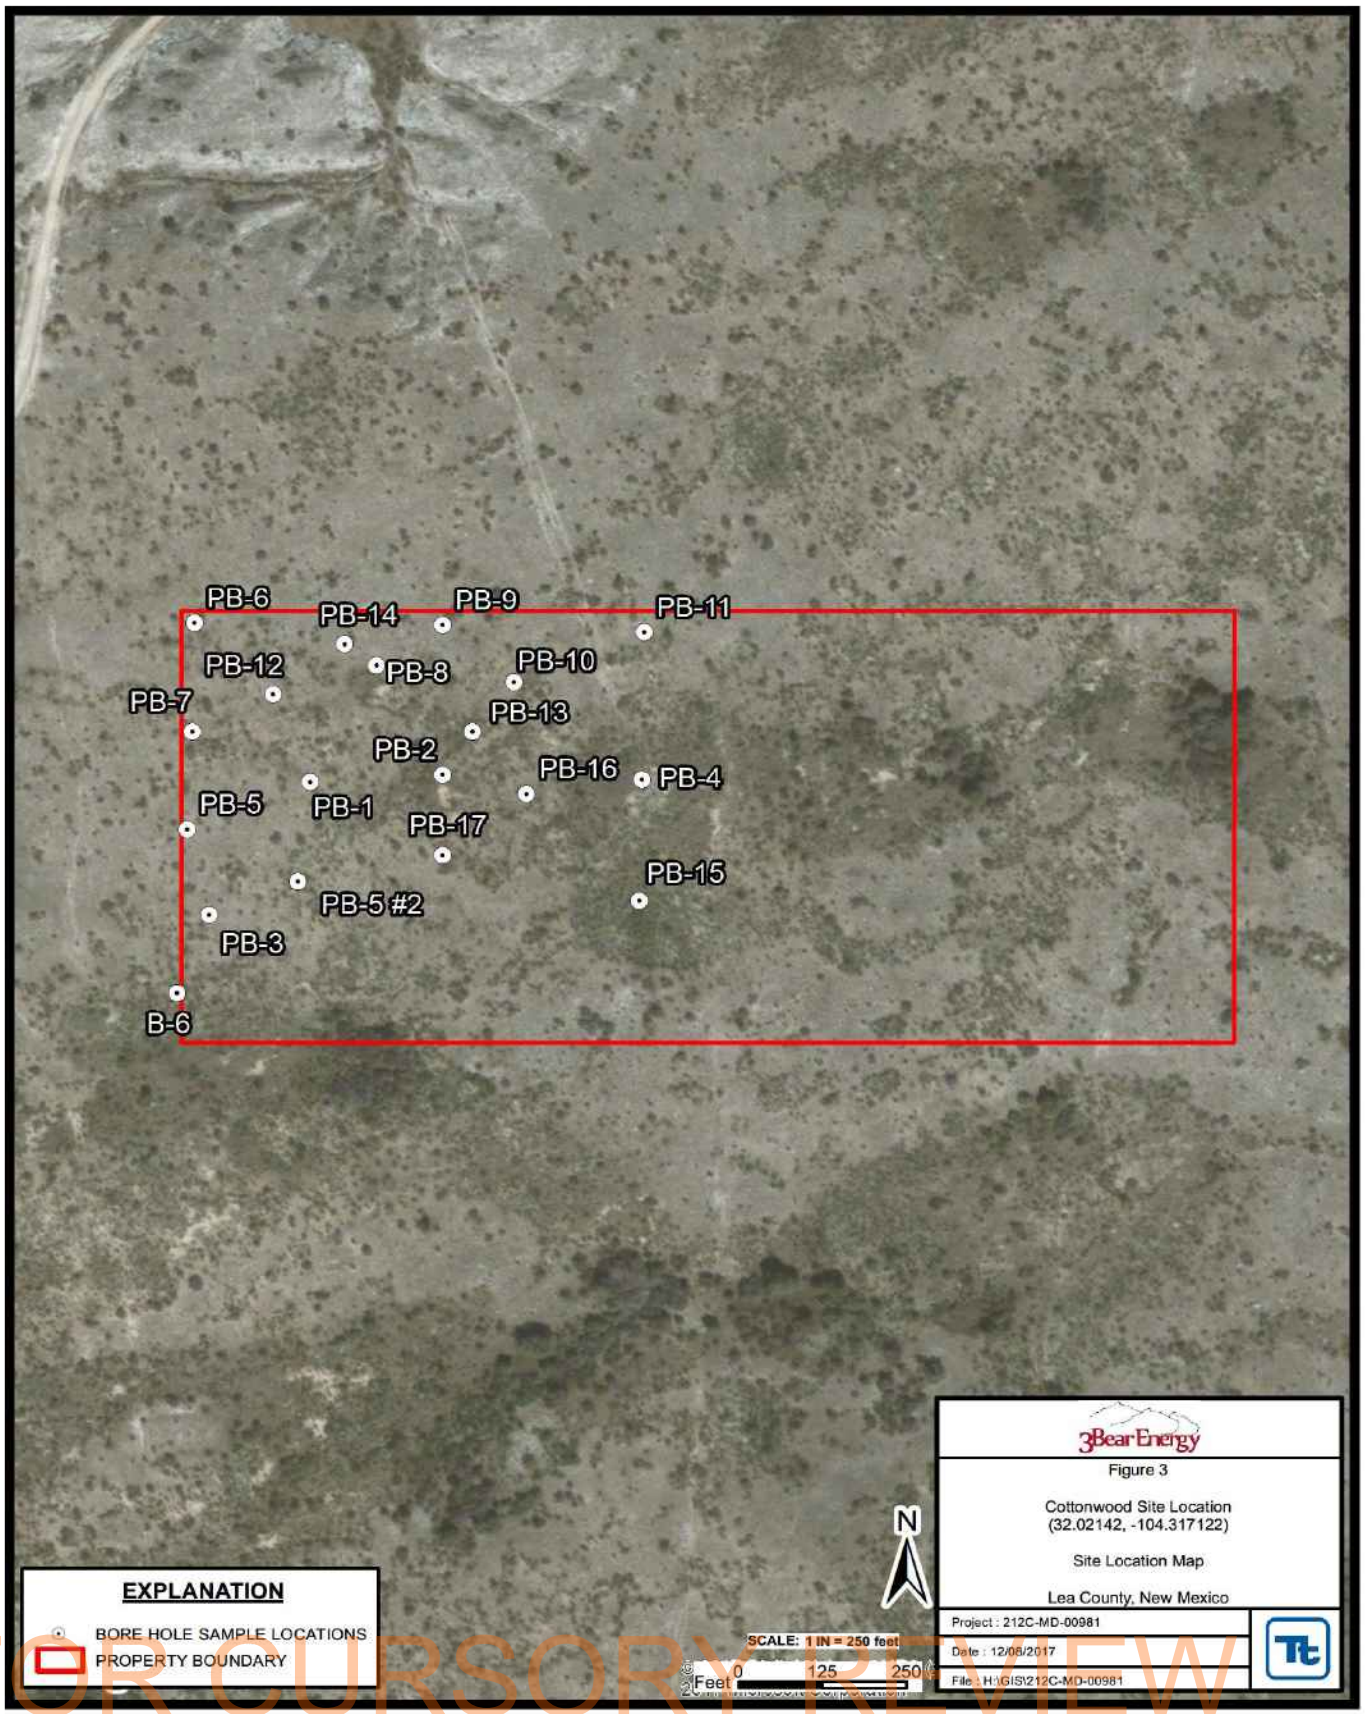 PB-6
PB-14
PB-9
PB-11
PB-12
PB-8
PB-10
PB-7
PB-13
PB-2
PB-16
PB-4
PB-5
PB-1
PB-17
PB-15
PB-5 #2
PB-3
B-6
3Bear Energy
Figure 3
Cottonwood Site Location
(32.02142, -104.317122)
Site Location Map
Lea County, New Mexico
Project : 212C-MD-00981
Date : 12/08/2017
File : H:\GIS\212C-MD-00981
Tt
N
SCALE: 1 IN = 250 feet
Feet 0 125 250
Microsoft Corporation
EXPLANATION
BORE HOLE SAMPLE LOCATIONS
PROPERTY BOUNDARY
OR CURSORY REVIEW